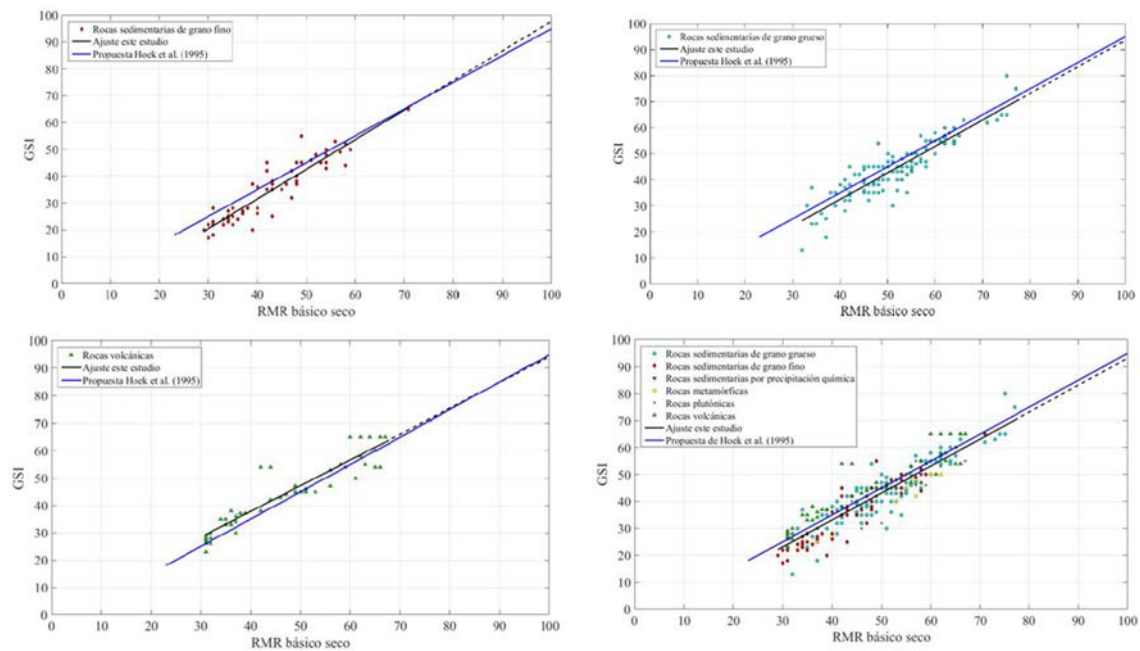 100
90
80
70
60
50
40
30
20
10
0
GSI
Rocas sedimentarias de grano fino
Ajuste este estudio
Propuesta Hoek et al. (1995)
0 10 20 30 40 50 60 70 80 90 100
RMR básico seco
100
90
80
70
60
50
40
30
20
10
0
GSI
Rocas sedimentarias de grano grueso
Ajuste este estudio
Propuesta Hoek et al. (1995)
0 10 20 30 40 50 60 70 80 90 100
RMR básico seco
100
90
80
70
60
50
40
30
20
10
0
GSI
Rocas volcánicas
Ajuste este estudio
Propuesta Hoek et al. (1995)
0 10 20 30 40 50 60 70 80 90 100
RMR básico seco
100
90
80
70
60
50
40
30
20
10
0
GSI
Rocas sedimentarias de grano grueso
Rocas sedimentarias de grano fino
Rocas sedimentarias por precipitación química
Rocas metamórficas
Rocas plutónicas
Rocas volcánicas
Ajuste este estudio
Propuesta de Hoek et al. (1995)
0 10 20 30 40 50 60 70 80 90 100
RMR básico seco